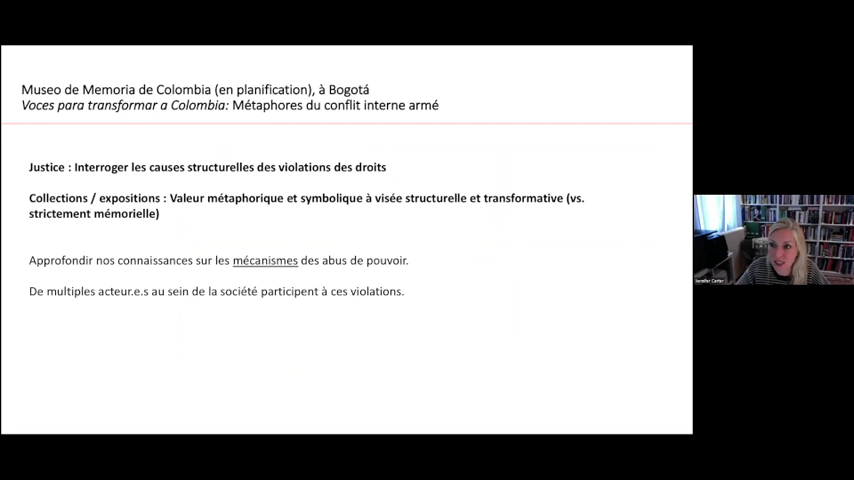 Museo de Memoria de Colombia (en planification), à Bogotá
Voces para transformar a Colombia: Métaphores du conflit interne armé
Justice : Interroger les causes structurelles des violations des droits
Collections / expositions : Valeur métaphorique et symbolique à visée structurelle et transformative (vs.
strictement mémorielle)
Approfondir nos connaissances sur les mécanismes des abus de pouvoir.
De multiples acteur.e.s au sein de la société participent à ces violations.
Jennifer Carter